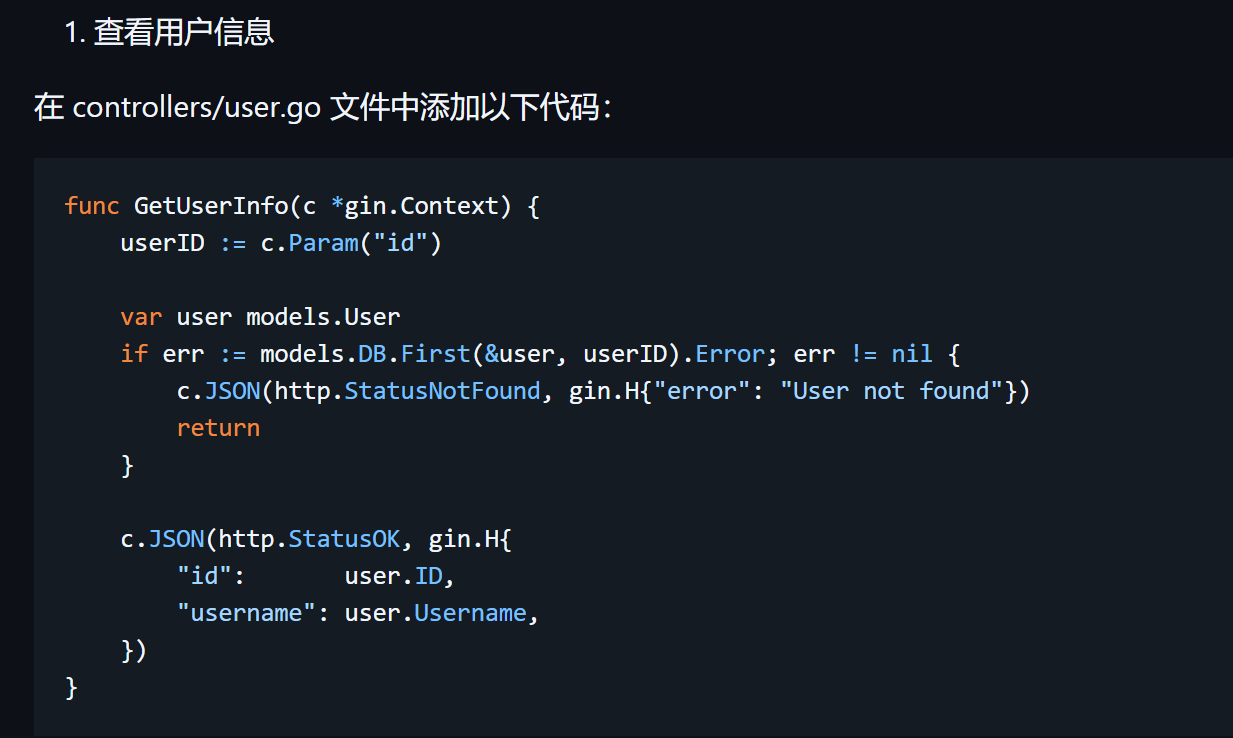 1. 查看用户信息
在 controllers/user.go 文件中添加以下代码：
func GetUserInfo(c *gin.Context) {
    userID := c.Param("id")
    var user models.User
    if err := models.DB.First(&user, userID).Error; err != nil {
        c.JSON(http.StatusNotFound, gin.H{"error": "User not found"})
        return
    }
    c.JSON(http.StatusOK, gin.H{
        "id":       user.ID,
        "username": user.Username,
    })
}